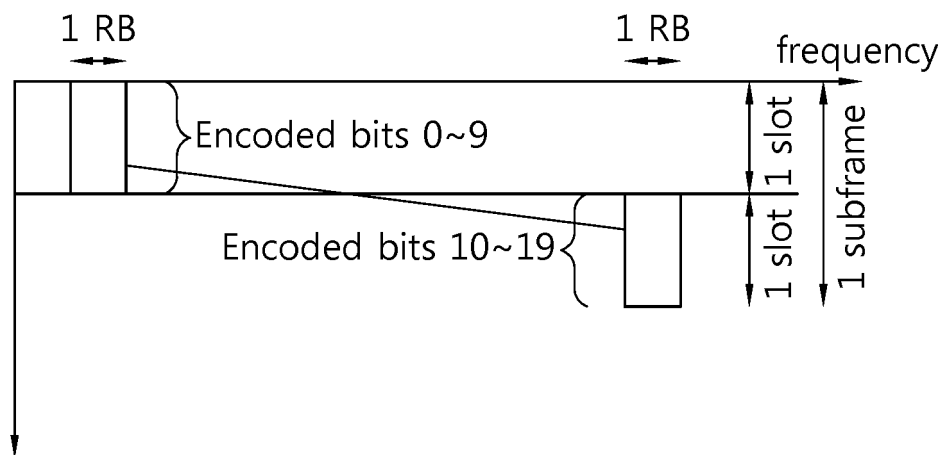 1 RB
1 RB
frequency
Encoded bits 0~9
1 slot
1 subframe
Encoded bits 10~19
1 slot